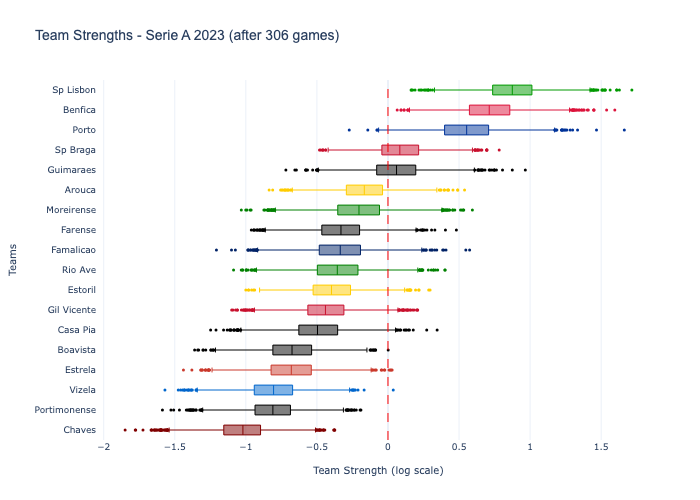 Team Strengths - Serie A 2023 (after 306 games)
Sp Lisbon
Benfica
Porto
Sp Braga
Guimaraes
Arouca
Moreirense
Farense
Famalicao
Rio Ave
Estoril
Gil Vicente
Casa Pia
Boavista
Estrela
Vizela
Portimonense
Chaves
Teams
−2 −1.5 −1 −0.5 0 0.5 1 1.5
Team Strength (log scale)